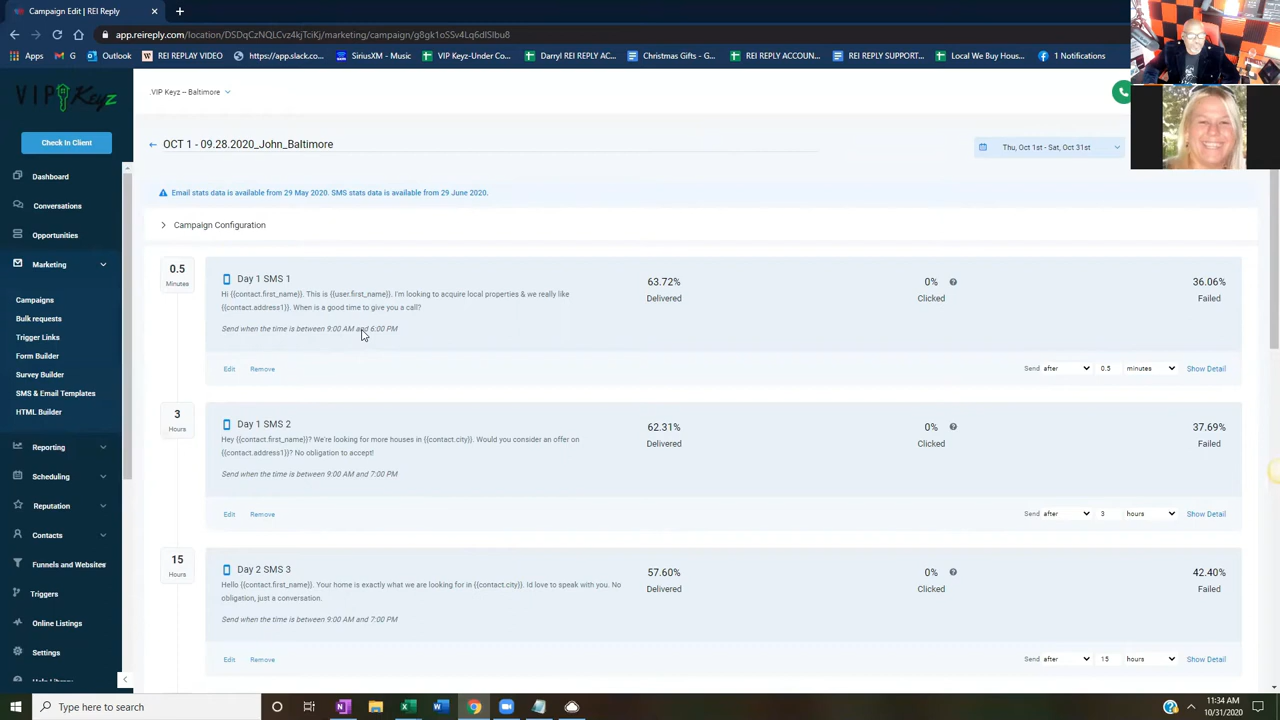 Campaign Edit | REI Reply
app.reireply.com/location/DSDqCzNQLCvz4kjTciKj/marketing/campaign/g8gk1oSSv4Lq6dlSIbu8
Apps
Outlook
REI REPLY VIDEO
https://app.slack.co...
SiriusXM - Music
VIP Keyz-Under Co...
Darryl REI REPLY AC...
Christmas Gifts - G...
REI REPLY ACCOUN...
REI REPLY SUPPORT...
Local We Buy Hous...
1 Notifications
VIP Keyz
.VIP Keyz -- Baltimore
Check In Client
OCT 1 - 09.28.2020_John_Baltimore
Thu, Oct 1st - Sat, Oct 31st
Dashboard
Conversations
Opportunities
Marketing
Campaigns
Bulk requests
Trigger Links
Form Builder
Survey Builder
SMS & Email Templates
HTML Builder
Reporting
Scheduling
Reputation
Contacts
Funnels and Websites
Triggers
Online Listings
Settings
Help Library
Email stats data is available from 29 May 2020. SMS stats data is available from 29 June 2020.
Campaign Configuration
0.5
Minutes
Day 1 SMS 1
Hi {{contact.first_name}}. This is {{user.first_name}}. I'm looking to acquire local properties & we really like
{{contact.address1}}. When is a good time to give you a call?
Send when the time is between 9:00 AM and 6:00 PM
63.72%
Delivered
0%
Clicked
36.06%
Failed
Edit
Remove
Send after 0.5 minutes
Show Detail
3
Hours
Day 1 SMS 2
Hey {{contact.first_name}}? We're looking for more houses in {{contact.city}}. Would you consider an offer on
{{contact.address1}}? No obligation to accept!
Send when the time is between 9:00 AM and 7:00 PM
62.31%
Delivered
0%
Clicked
37.69%
Failed
Edit
Remove
Send after 3 hours
Show Detail
15
Hours
Day 2 SMS 3
Hello {{contact.first_name}}. Your home is exactly what we are looking for in {{contact.city}}. Id love to speak with you. No
obligation, just a conversation.
Send when the time is between 9:00 AM and 7:00 PM
57.60%
Delivered
0%
Clicked
42.40%
Failed
Edit
Remove
Send after 15 hours
Show Detail
Type here to search
11:34 AM
10/31/2020